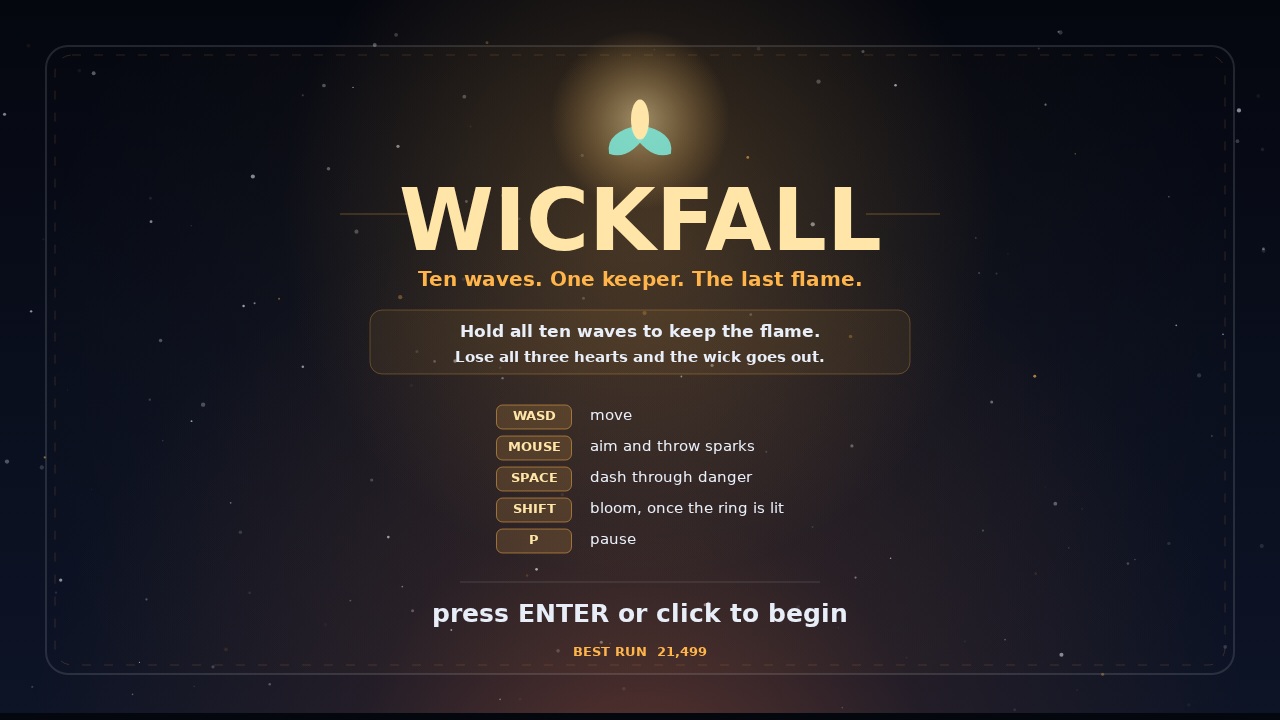 WICKFALL
Ten waves. One keeper. The last flame.
Hold all ten waves to keep the flame.
Lose all three hearts and the wick goes out.
WASD move
MOUSE aim and throw sparks
SPACE dash through danger
SHIFT bloom, once the ring is lit
P pause
press ENTER or click to begin
BEST RUN 21,499